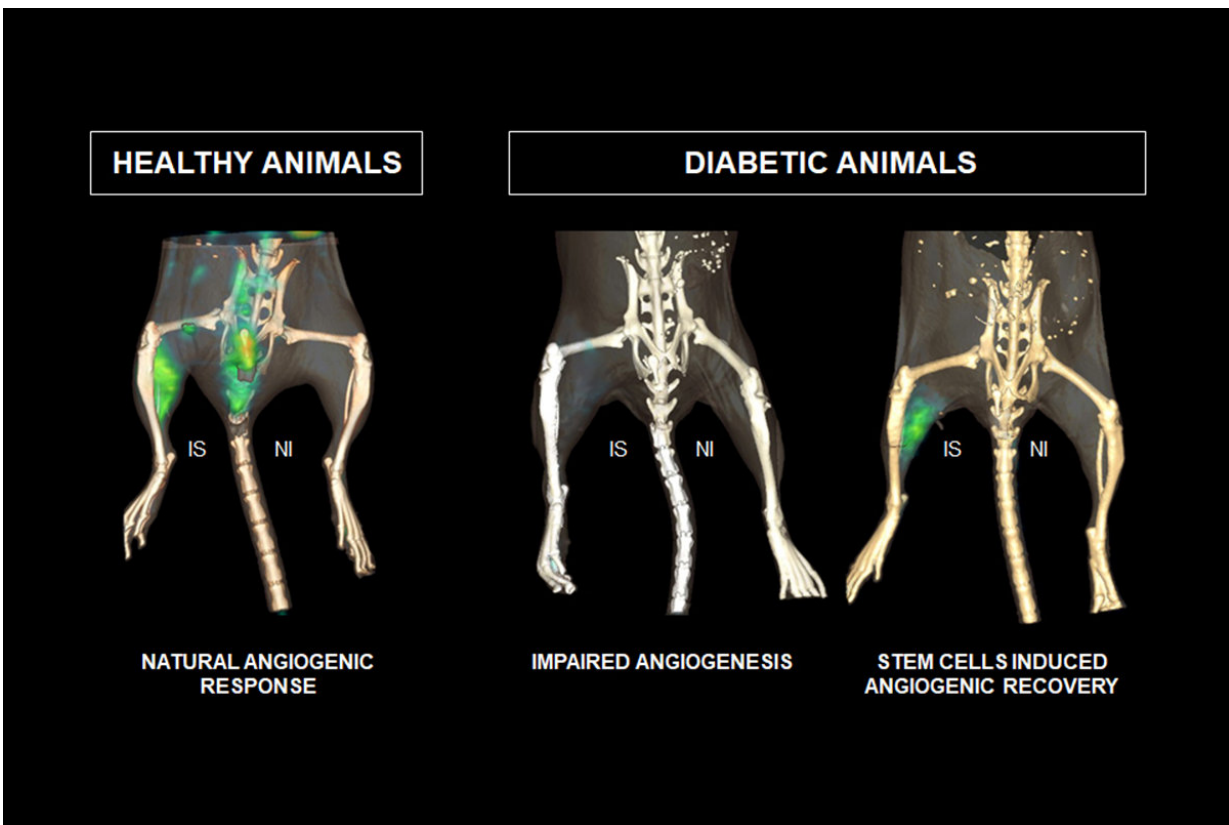 HEALTHY ANIMALS
DIABETIC ANIMALS
IS NI
IS NI
IS NI
NATURAL ANGIOGENIC
RESPONSE
IMPAIRED ANGIOGENESIS
STEM CELLS INDUCED
ANGIOGENIC RECOVERY